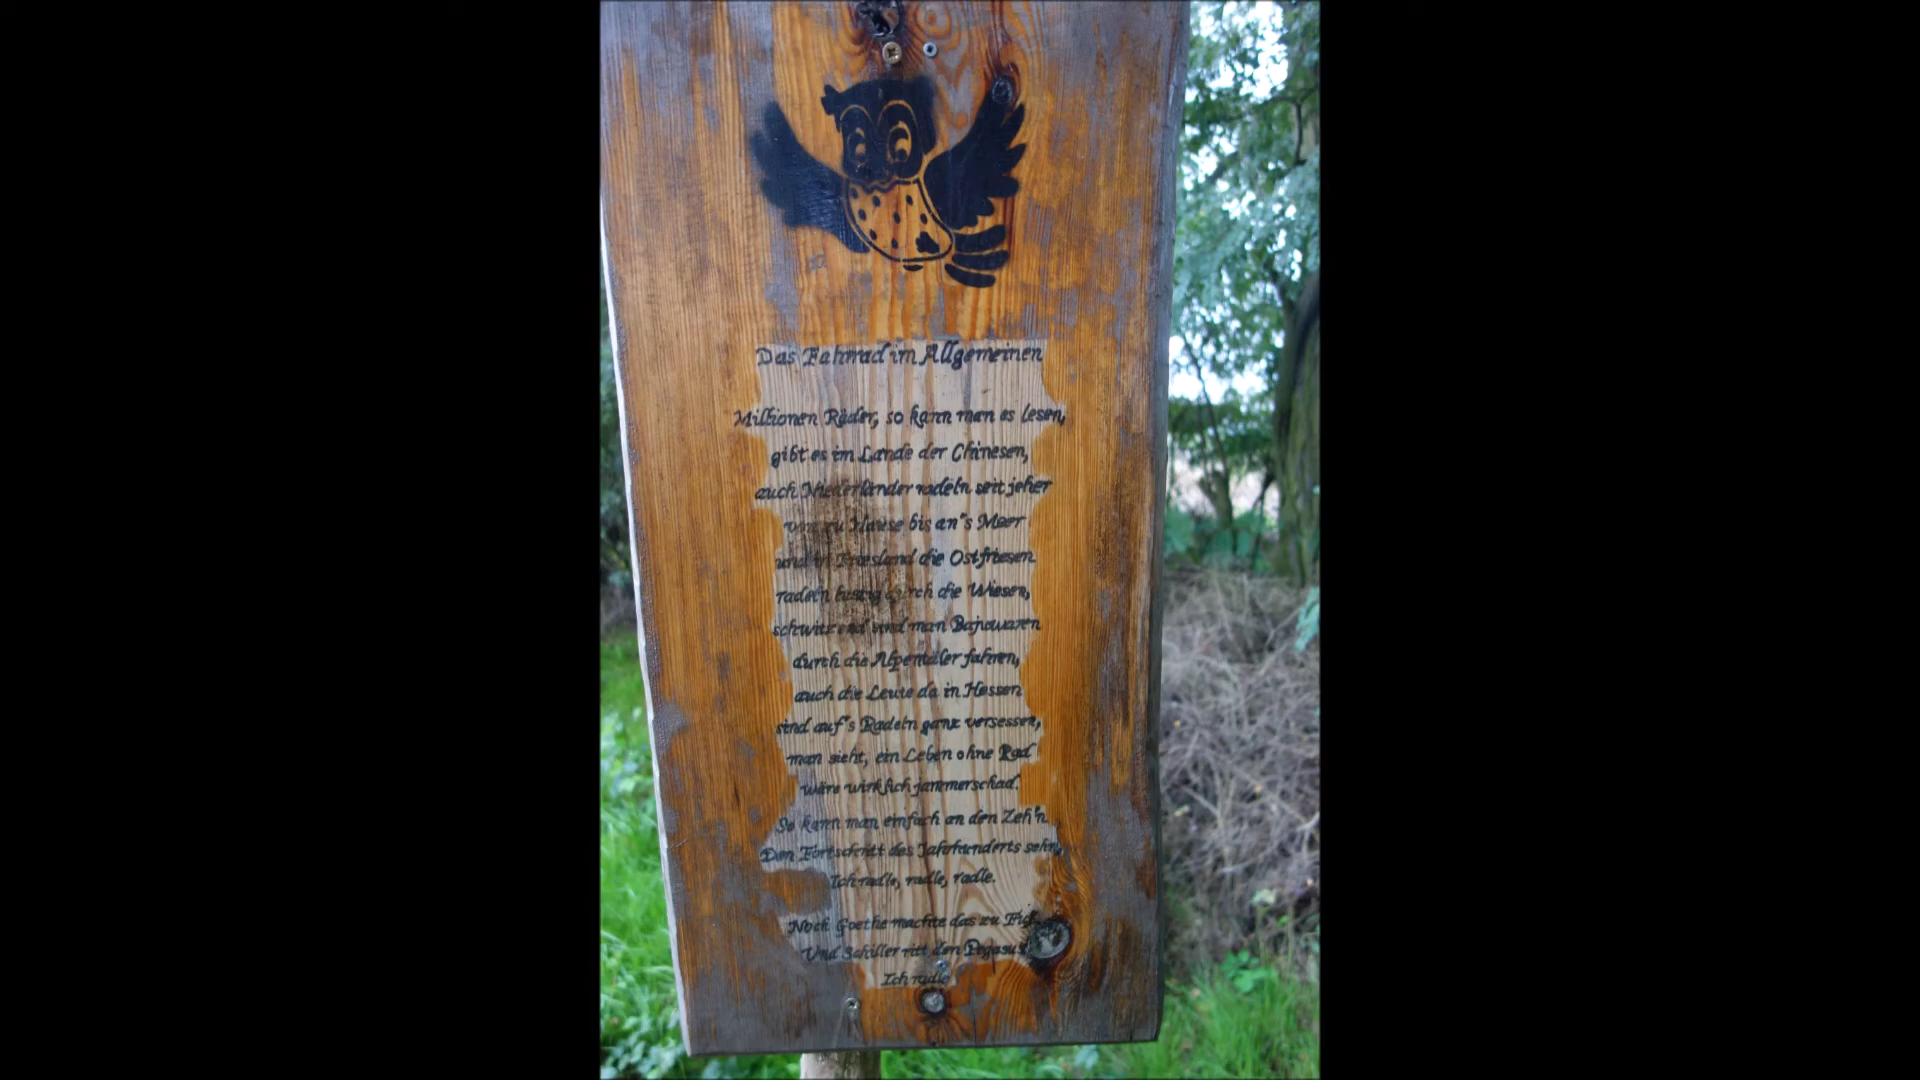 Das Fahrrad im Allgemeinen
Millionen Räder, so kann man es lesen,
gibt es im Lande der Chinesen,
auch Niederländer radeln seit jeher
von zu Hause bis an's Meer
und in Friesland die Ostfriesen
radeln lustig durch die Wiesen,
schwitzend sind man Bajuwaren
durch die Alpentäler fahren,
auch die Leute da in Hessen
sind auf's Radeln ganz versessen,
man sieht, ein Leben ohne Rad
wäre wirklich jammerschad.
So kann man einfach an den Zeh'n
Den Fortschritt des Jahrhunderts sehn,
Ich radle, radle, radle.
Noch Goethe machte das zu Fuß
Und Schiller ritt den Pegasus
Ich radle